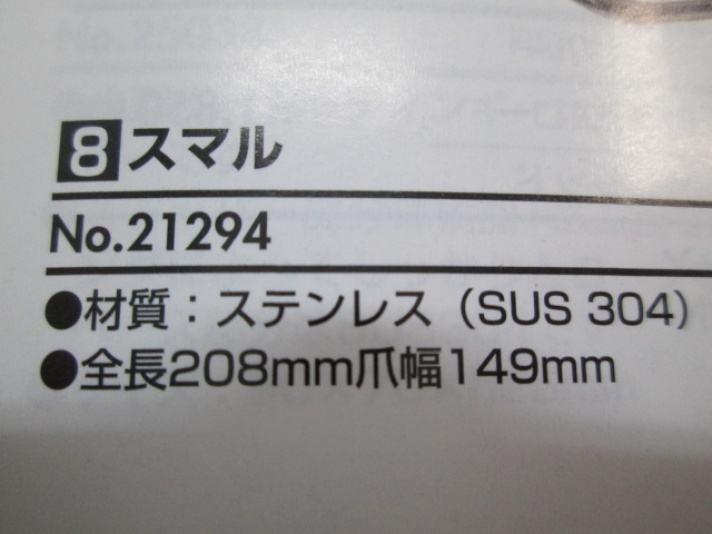 8 スマル
No.21294
●材質：ステンレス（SUS 304）
●全長208mm爪幅149mm